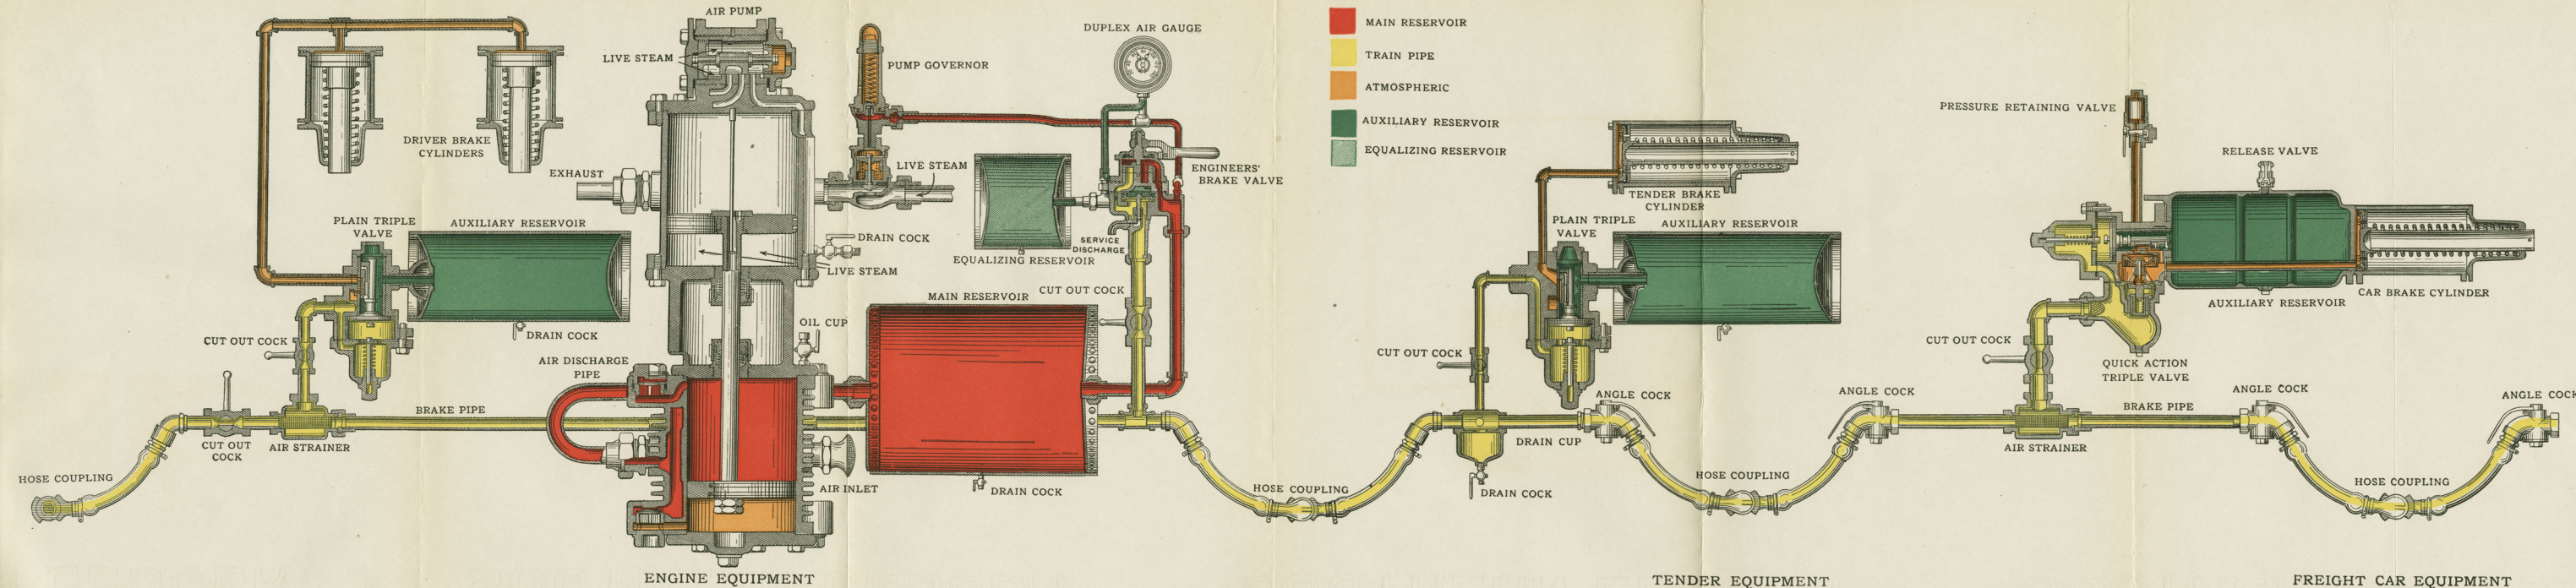 AIR PUMP
LIVE STEAM
DRIVER BRAKE
CYLINDERS
EXHAUST
PLAIN TRIPLE
VALVE
AUXILIARY RESERVOIR
DRAIN COCK
CUT OUT COCK
AIR DISCHARGE
PIPE
BRAKE PIPE
CUT OUT
COCK
AIR STRAINER
HOSE COUPLING
PUMP GOVERNOR
LIVE STEAM
DRAIN COCK
LIVE STEAM
OIL CUP
AIR INLET
DUPLEX AIR GAUGE
ENGINEERS'
BRAKE VALVE
SERVICE
DISCHARGE
EQUALIZING RESERVOIR
CUT OUT COCK
MAIN RESERVOIR
DRAIN COCK
HOSE COUPLING
ENGINE EQUIPMENT
MAIN RESERVOIR
TRAIN PIPE
ATMOSPHERIC
AUXILIARY RESERVOIR
EQUALIZING RESERVOIR
TENDER BRAKE
CYLINDER
PLAIN TRIPLE
VALVE
AUXILIARY RESERVOIR
CUT OUT COCK
ANGLE COCK
DRAIN CUP
DRAIN COCK
HOSE COUPLING
ANGLE COCK
TENDER EQUIPMENT
PRESSURE RETAINING VALVE
RELEASE VALVE
AUXILIARY RESERVOIR
CAR BRAKE CYLINDER
CUT OUT COCK
QUICK ACTION
TRIPLE VALVE
AIR STRAINER
BRAKE PIPE
ANGLE COCK
HOSE COUPLING
ANGLE COCK
FREIGHT CAR EQUIPMENT